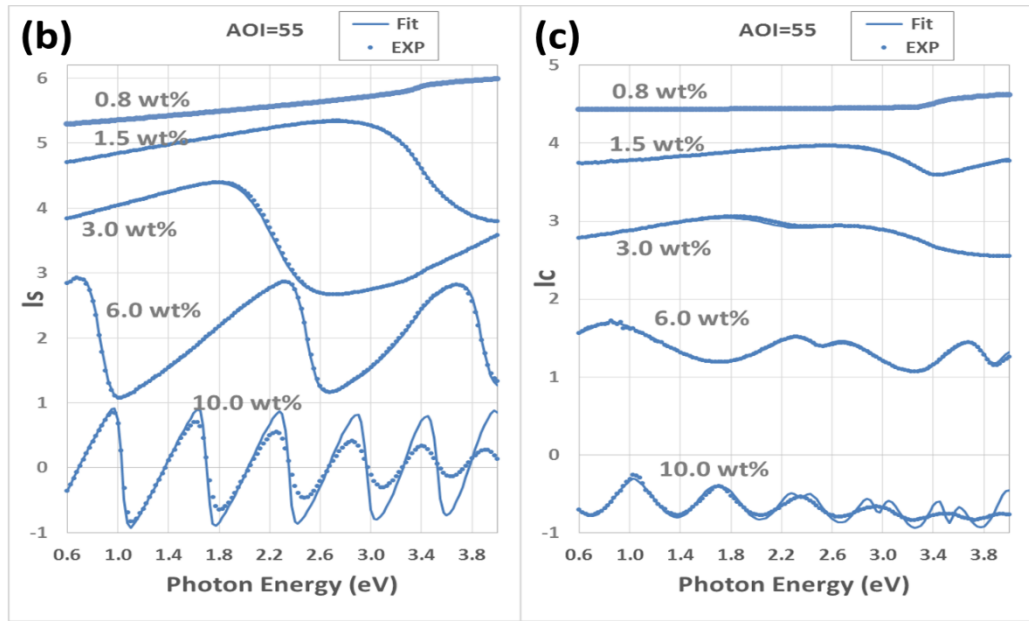 (b)
AOI=55
Fit
EXP
6
5
4
3
2
1
0
-1
Is
0.8 wt%
1.5 wt%
3.0 wt%
6.0 wt%
10.0 wt%
0.6 1.0 1.4 1.8 2.2 2.6 3.0 3.4 3.8
Photon Energy (eV)
(c)
AOI=55
Fit
EXP
5
4
3
2
1
0
-1
Ic
0.8 wt%
1.5 wt%
3.0 wt%
6.0 wt%
10.0 wt%
0.6 1.0 1.4 1.8 2.2 2.6 3.0 3.4 3.8
Photon Energy (eV)